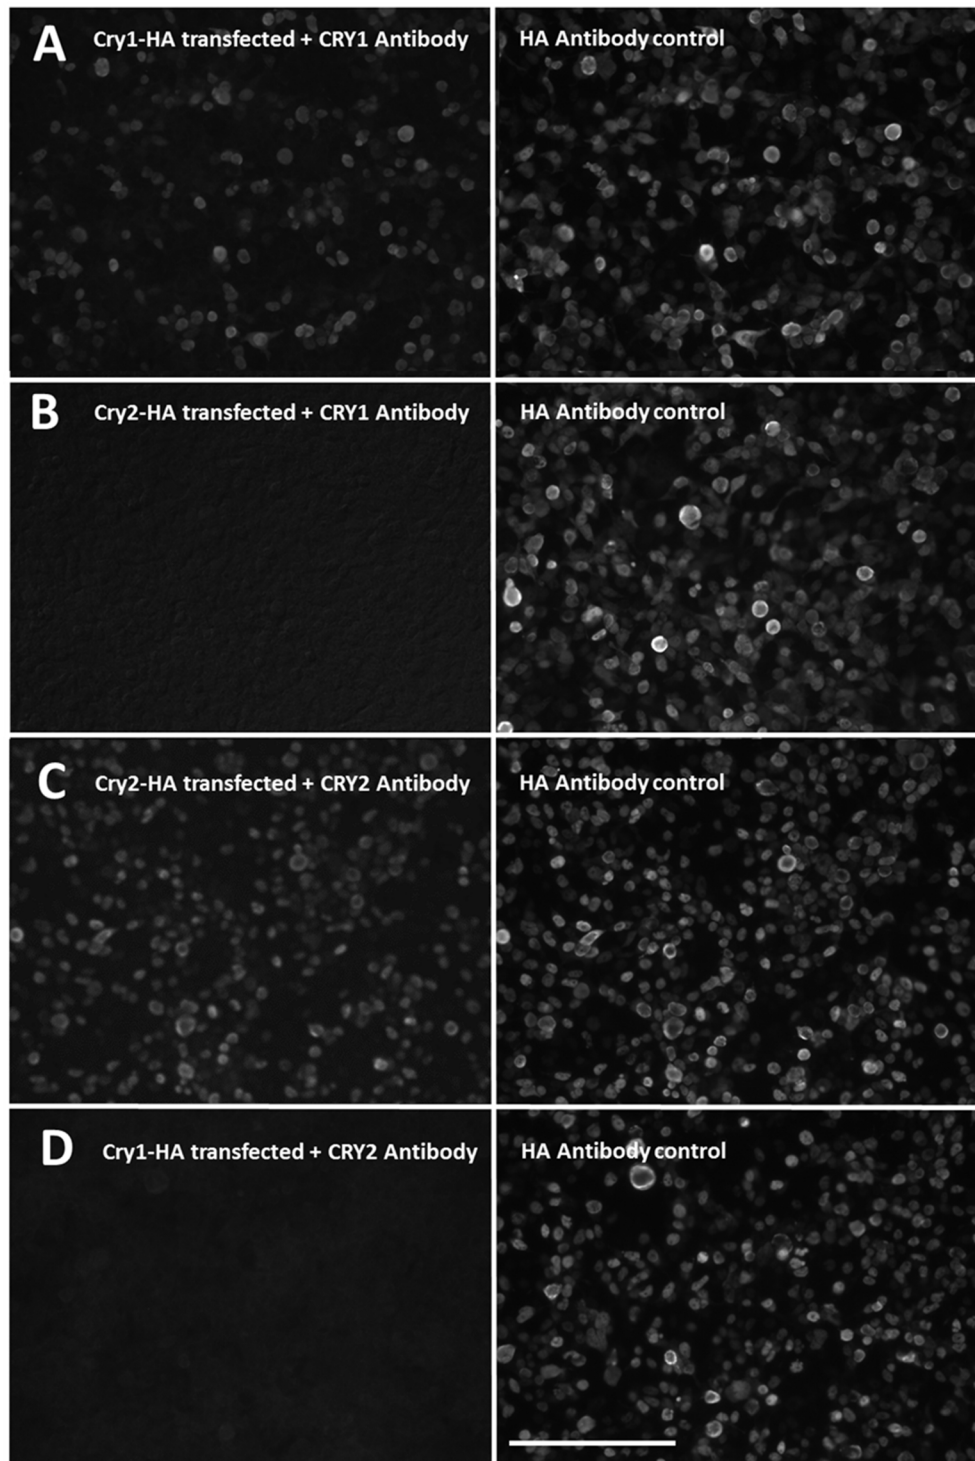 A
Cry1-HA transfected + CRY1 Antibody
HA Antibody control
B
Cry2-HA transfected + CRY1 Antibody
HA Antibody control
C
Cry2-HA transfected + CRY2 Antibody
HA Antibody control
D
Cry1-HA transfected + CRY2 Antibody
HA Antibody control